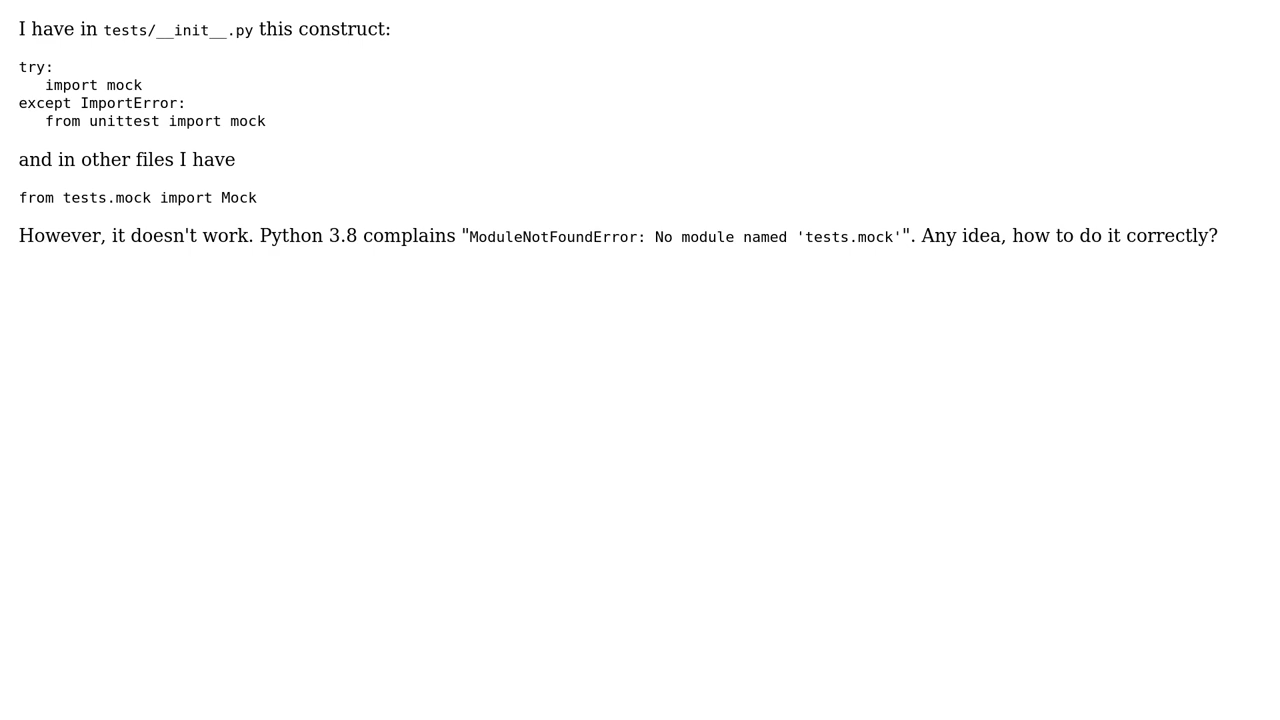 I have in tests/__init__.py this construct:
try:
   import mock
except ImportError:
   from unittest import mock
and in other files I have
from tests.mock import Mock
However, it doesn't work. Python 3.8 complains "ModuleNotFoundError: No module named 'tests.mock'". Any idea, how to do it correctly?